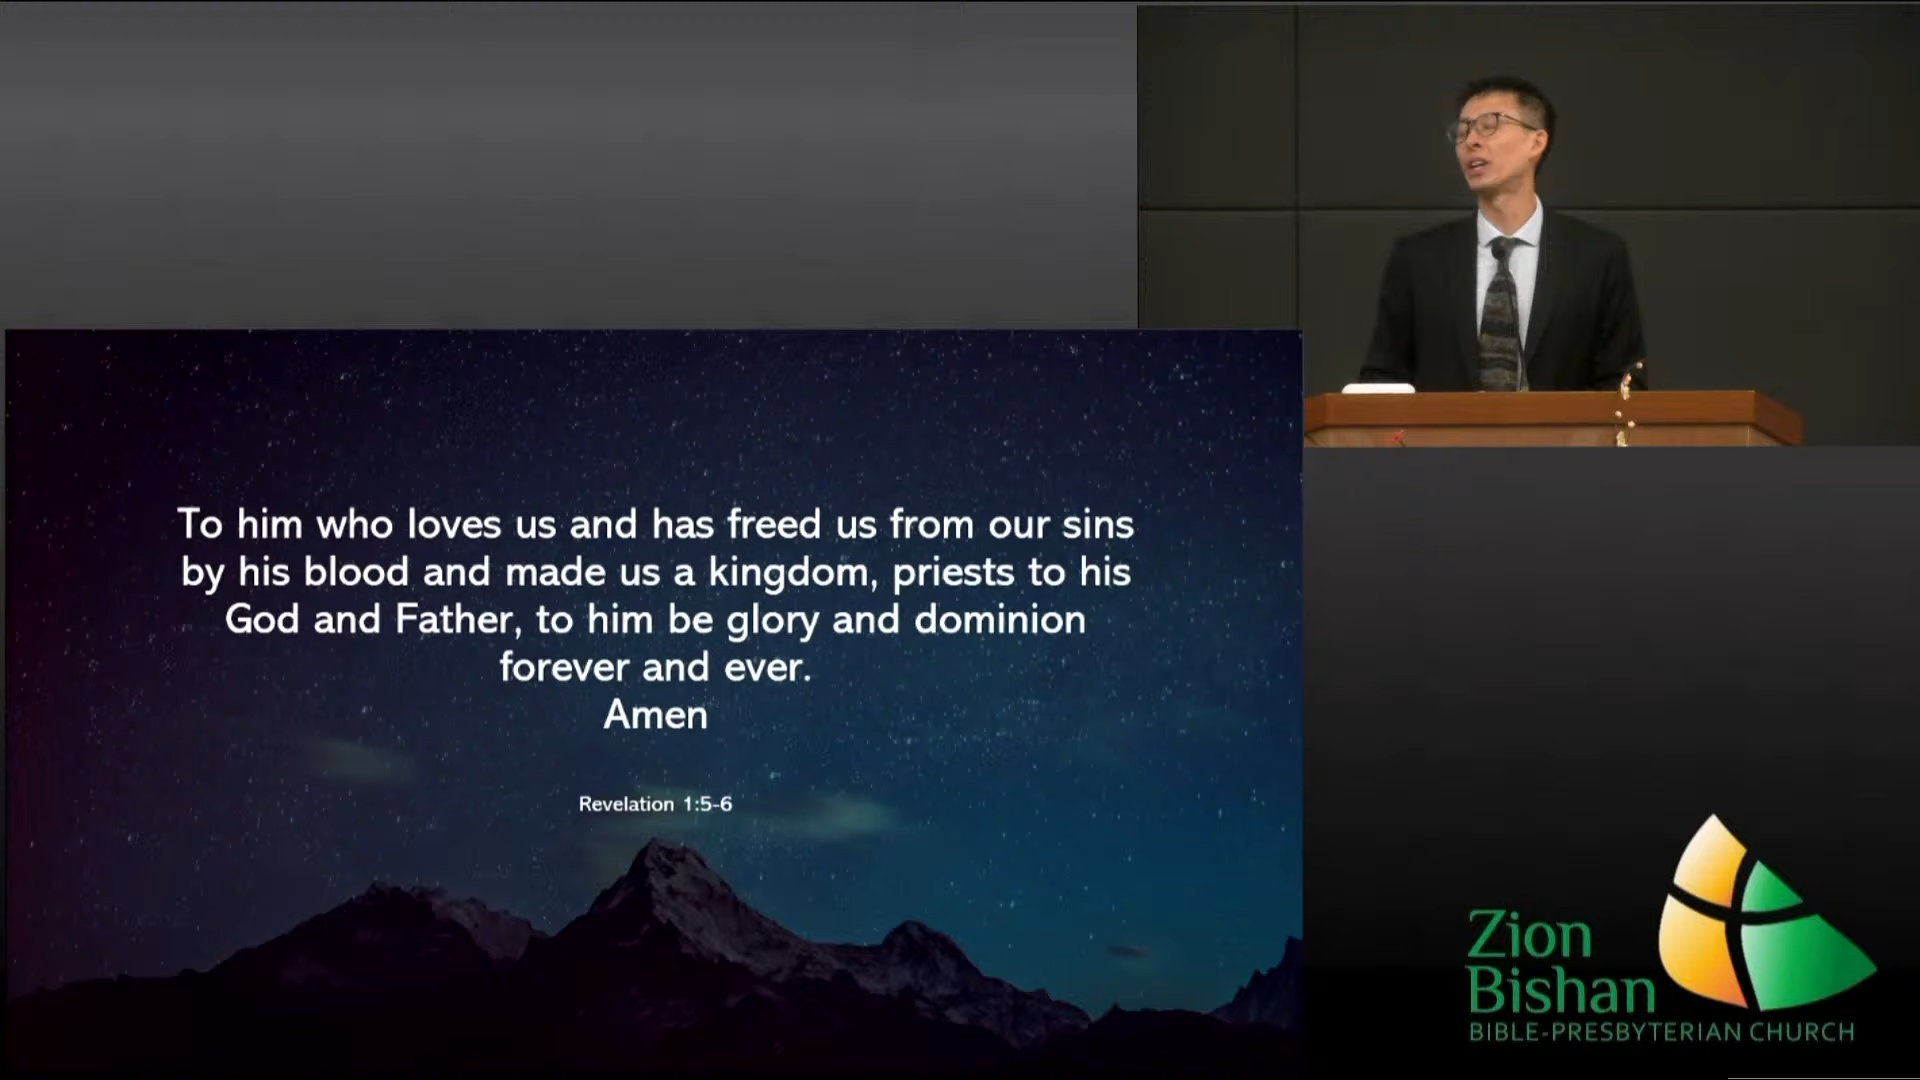 To him who loves us and has freed us from our sins
by his blood and made us a kingdom, priests to his
God and Father, to him be glory and dominion
forever and ever.
Amen
Revelation 1:5-6
Zion
Bishan
BIBLE-PRESBYTERIAN CHURCH